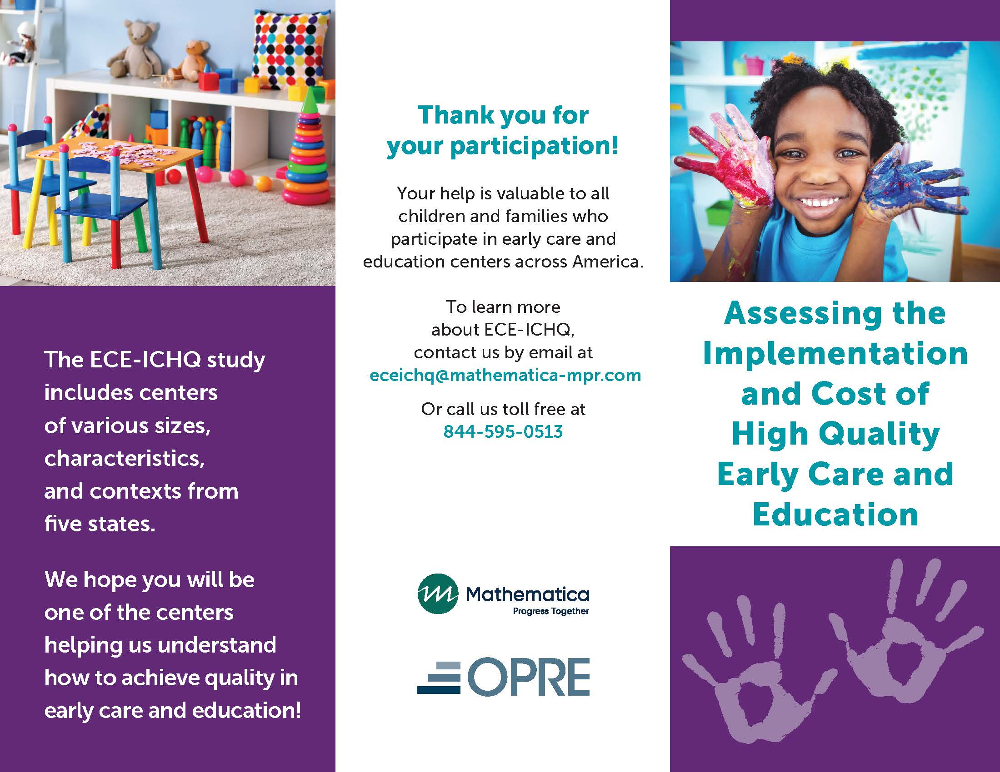 The ECE-ICHQ study
includes centers
of various sizes,
characteristics,
and contexts from
five states.
We hope you will be
one of the centers
helping us understand
how to achieve quality in
early care and education!
Thank you for
your participation!
Your help is valuable to all
children and families who
participate in early care and
education centers across America.
To learn more
about ECE-ICHQ,
contact us by email at
eceichq@mathematica-mpr.com
Or call us toll free at
844-595-0513
Mathematica
Progress Together
OPRE
Assessing the
Implementation
and Cost of
High Quality
Early Care and
Education